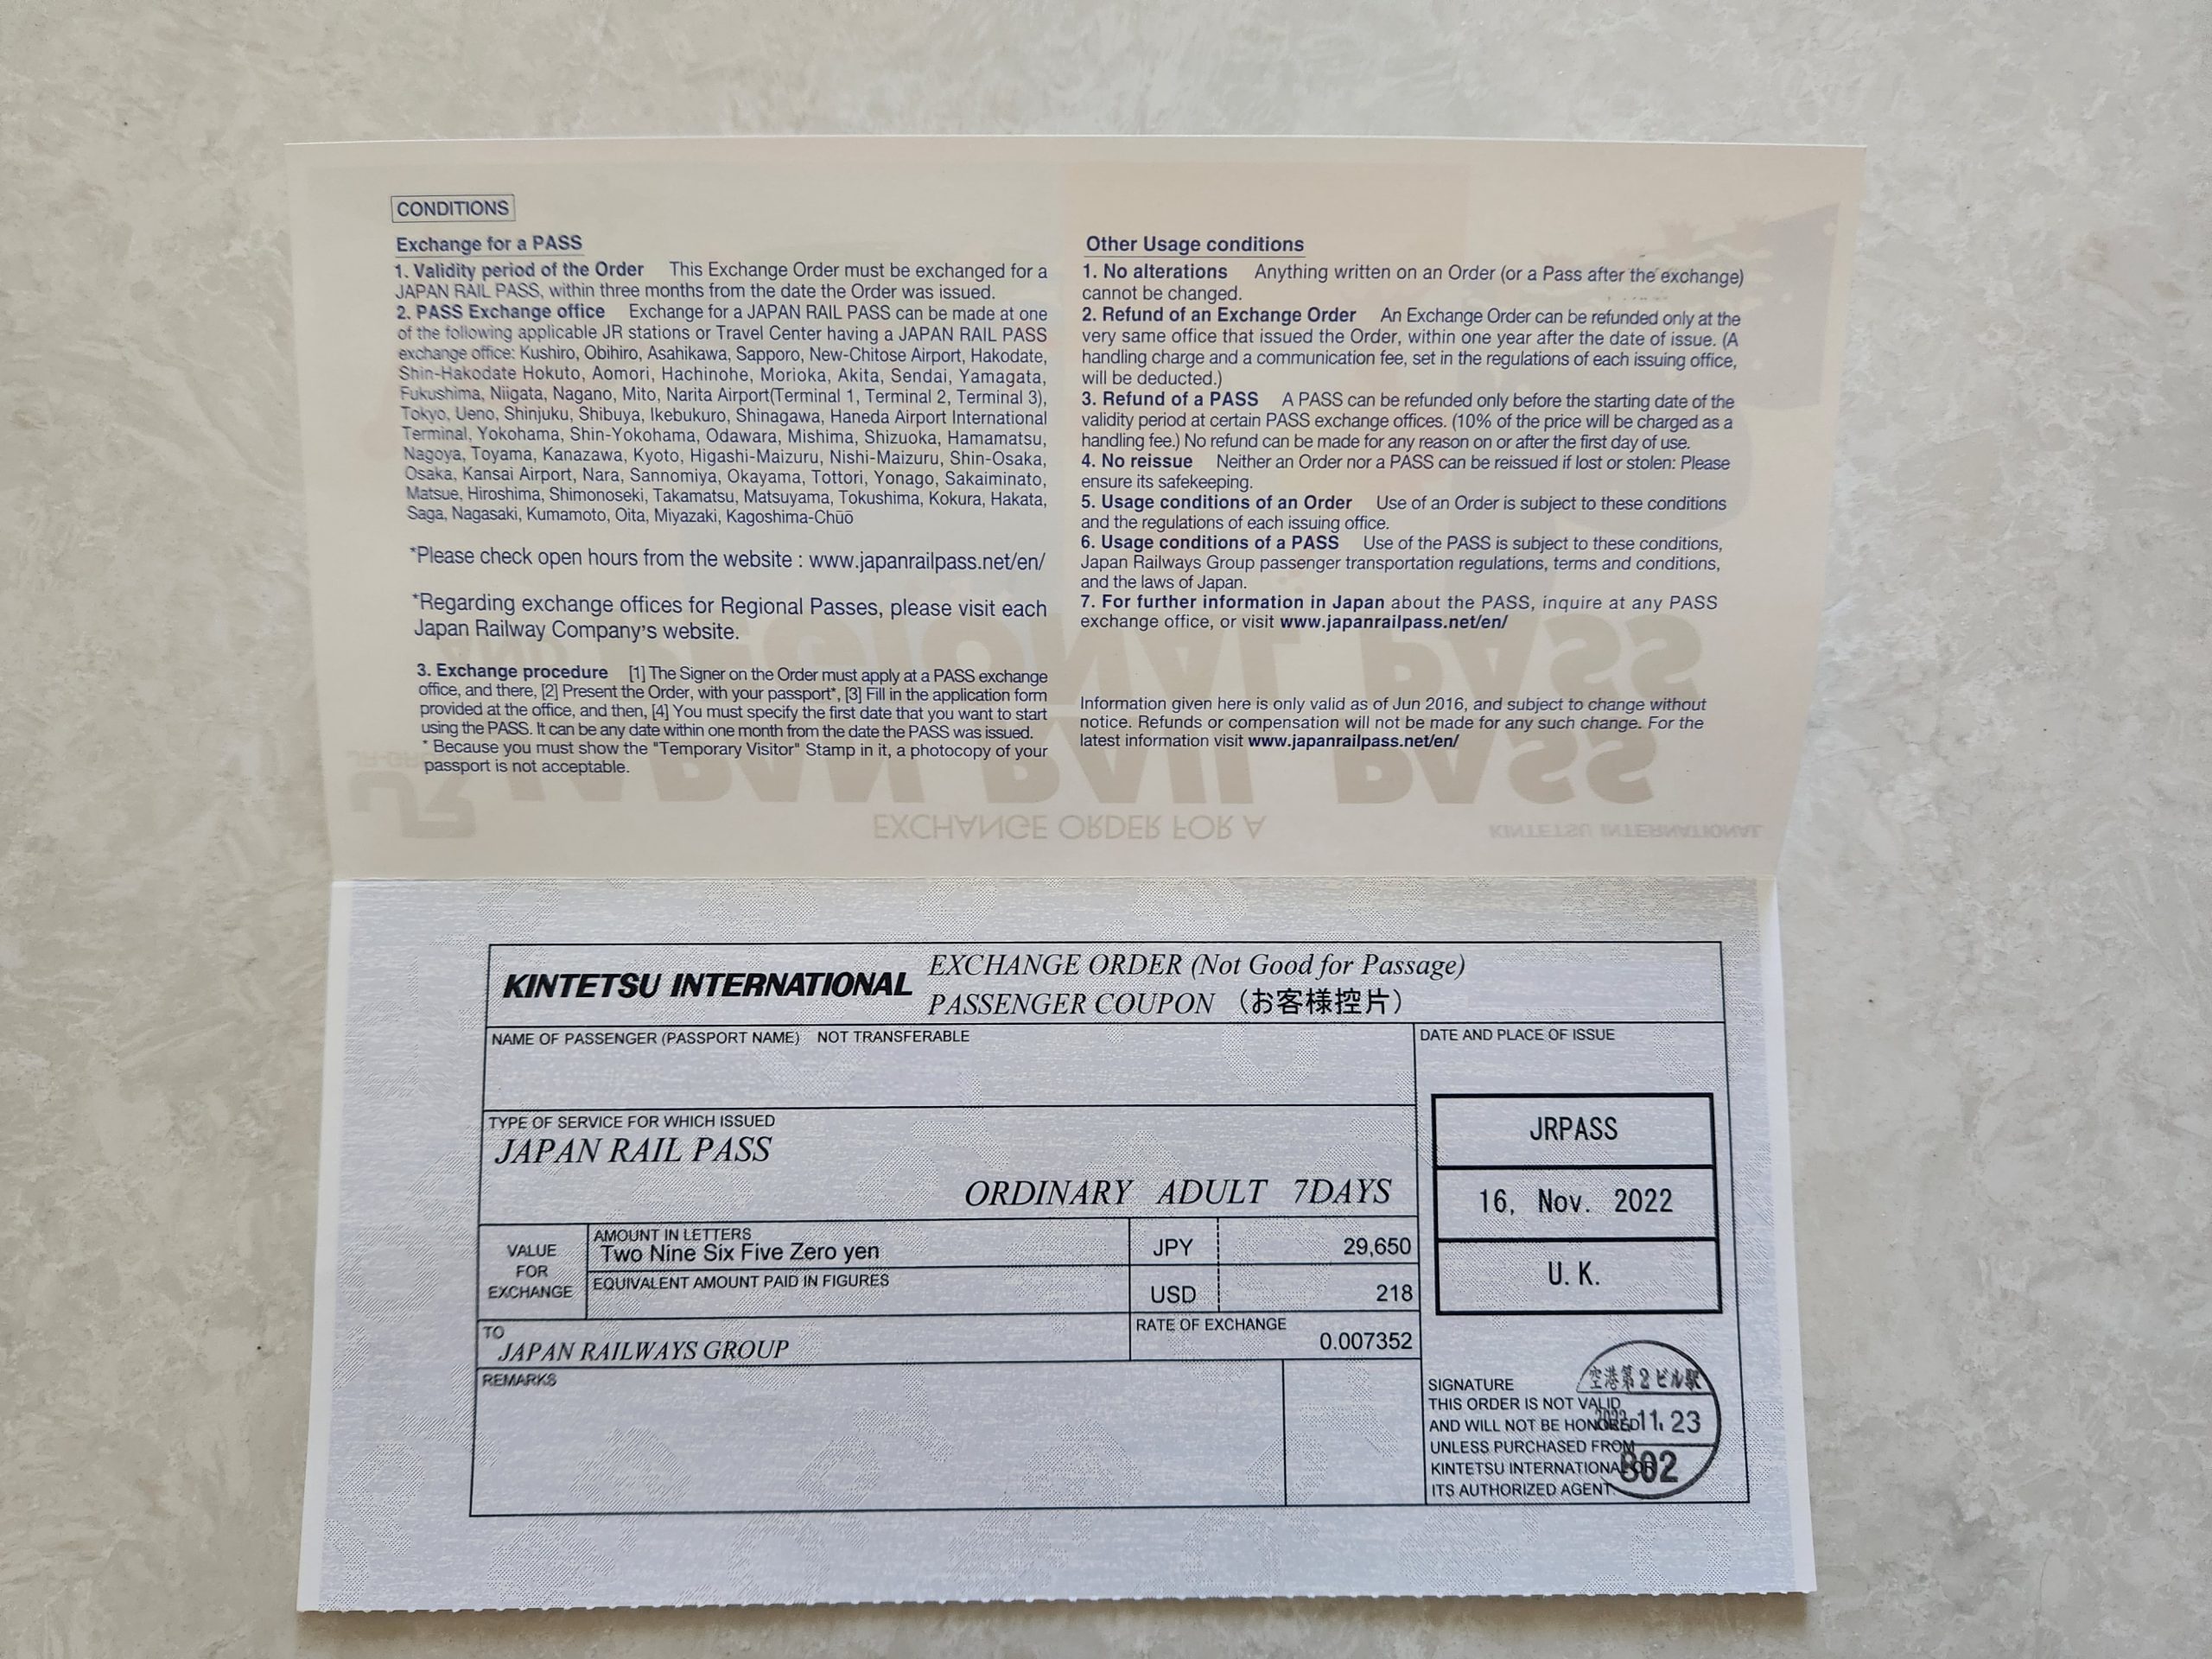 CONDITIONS
Exchange for a PASS
1. Validity period of the Order This Exchange Order must be exchanged for a
JAPAN RAIL PASS, within three months from the date the Order was issued.
2. PASS Exchange office Exchange for a JAPAN RAIL PASS can be made at one
of the following applicable JR stations or Travel Center having a JAPAN RAIL PASS
exchange office: Kushiro, Obihiro, Asahikawa, Sapporo, New-Chitose Airport, Hakodate,
Shin-Hakodate Hokuto, Aomori, Hachinohe, Morioka, Akita, Sendai, Yamagata,
Fukushima, Niigata, Nagano, Mito, Narita Airport(Terminal 1, Terminal 2, Terminal 3),
Tokyo, Ueno, Shinjuku, Shibuya, Ikebukuro, Shinagawa, Haneda Airport International
Terminal, Yokohama, Shin-Yokohama, Odawara, Mishima, Shizuoka, Hamamatsu,
Nagoya, Toyama, Kanazawa, Kyoto, Higashi-Maizuru, Nishi-Maizuru, Shin-Osaka,
Osaka, Kansai Airport, Nara, Sannomiya, Okayama, Tottori, Yonago, Sakaiminato,
Matsue, Hiroshima, Shimonoseki, Takamatsu, Matsuyama, Tokushima, Kokura, Hakata,
Saga, Nagasaki, Kumamoto, Oita, Miyazaki, Kagoshima-Chūō
*Please check open hours from the website : www.japanrailpass.net/en/
*Regarding exchange offices for Regional Passes, please visit each
Japan Railway Company's website.
3. Exchange procedure [1] The Signer on the Order must apply at a PASS exchange
office, and there, [2] Present the Order, with your passport*, [3] Fill in the application form
provided at the office, and then, [4] You must specify the first date that you want to start
using the PASS. It can be any date within one month from the date the PASS was issued.
* Because you must show the "Temporary Visitor" Stamp in it, a photocopy of your
passport is not acceptable.
Other Usage conditions
1. No alterations Anything written on an Order (or a Pass after the exchange)
cannot be changed.
2. Refund of an Exchange Order An Exchange Order can be refunded only at the
very same office that issued the Order, within one year after the date of issue. (A
handling charge and a communication fee, set in the regulations of each issuing office,
will be deducted.)
3. Refund of a PASS A PASS can be refunded only before the starting date of the
validity period at certain PASS exchange offices. (10% of the price will be charged as a
handling fee.) No refund can be made for any reason on or after the first day of use.
4. No reissue Neither an Order nor a PASS can be reissued if lost or stolen: Please
ensure its safekeeping.
5. Usage conditions of an Order Use of an Order is subject to these conditions
and the regulations of each issuing office.
6. Usage conditions of a PASS Use of the PASS is subject to these conditions,
Japan Railways Group passenger transportation regulations, terms and conditions,
and the laws of Japan.
7. For further information in Japan about the PASS, inquire at any PASS
exchange office, or visit www.japanrailpass.net/en/
Information given here is only valid as of Jun 2016, and subject to change without
notice. Refunds or compensation will not be made for any such change. For the
latest information visit www.japanrailpass.net/en/
REGIONAL PASS
JAPAN RAIL PASS
JR
EXCHANGE ORDER FOR A
KINTETSU INTERNATIONAL
KINTETSU INTERNATIONAL
EXCHANGE ORDER (Not Good for Passage)
PASSENGER COUPON (お客様控片)
NAME OF PASSENGER (PASSPORT NAME) NOT TRANSFERABLE
DATE AND PLACE OF ISSUE
TYPE OF SERVICE FOR WHICH ISSUED
JAPAN RAIL PASS
ORDINARY ADULT 7DAYS
JRPASS
16, Nov. 2022
U.K.
VALUE
FOR
EXCHANGE
AMOUNT IN LETTERS
Two Nine Six Five Zero yen
JPY 29,650
EQUIVALENT AMOUNT PAID IN FIGURES
USD 218
TO
JAPAN RAILWAYS GROUP
RATE OF EXCHANGE
0.007352
REMARKS
SIGNATURE
THIS ORDER IS NOT VALID
AND WILL NOT BE HONORED
UNLESS PURCHASED FROM
KINTETSU INTERNATIONAL OR
ITS AUTHORIZED AGENT.
空港第2ビル駅
11.23
802